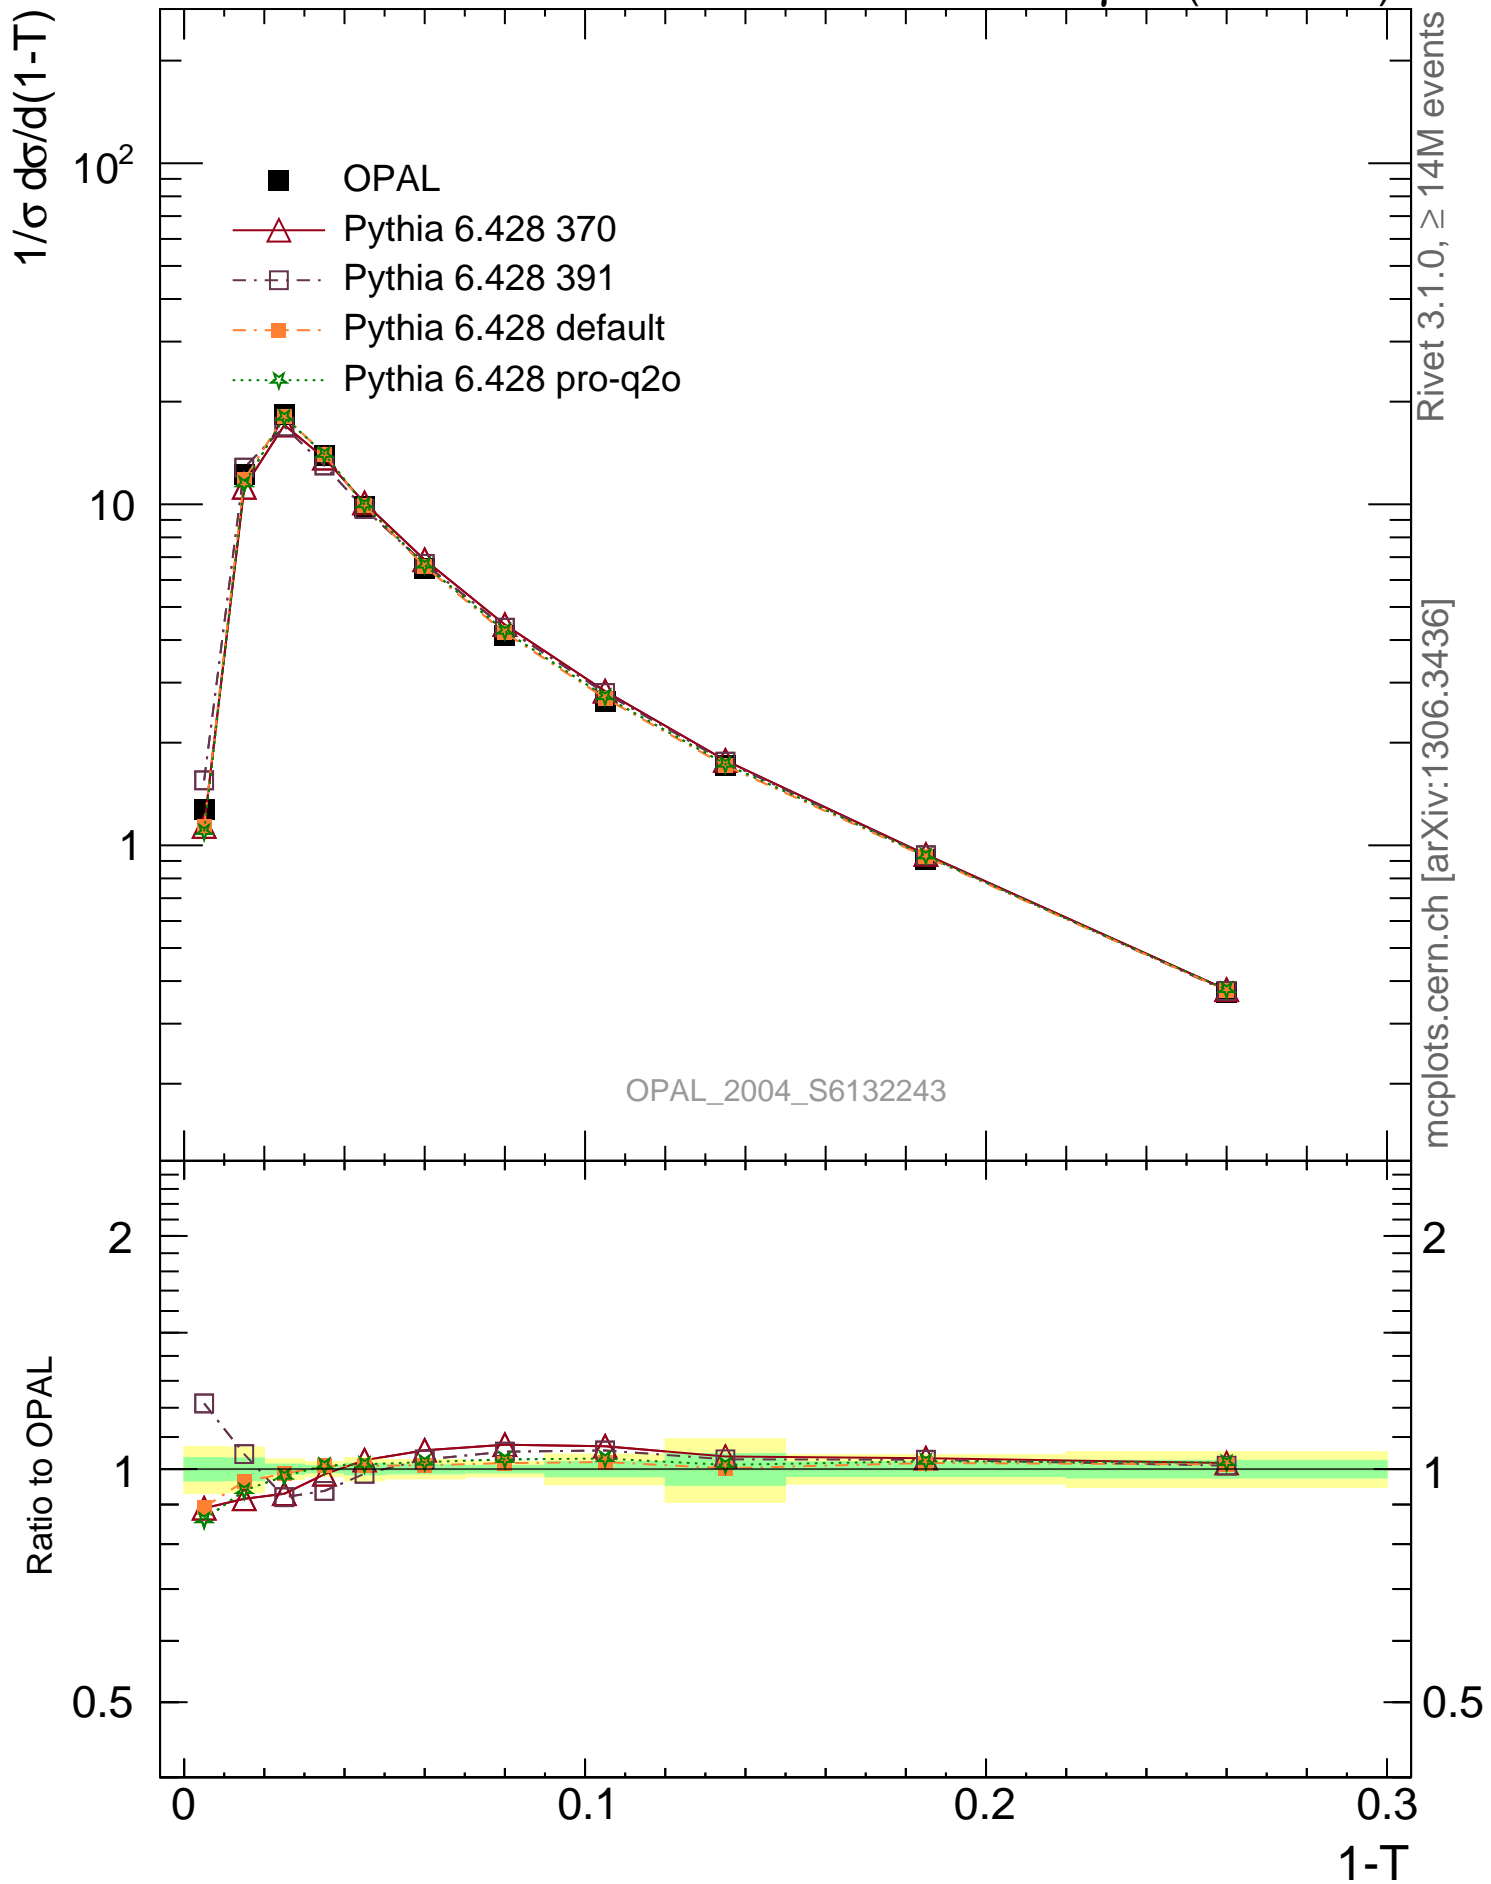 1/σ dσ/d(1-T)
10²
10
1
OPAL
Pythia 6.428 370
Pythia 6.428 391
Pythia 6.428 default
Pythia 6.428 pro-q2o
OPAL_2004_S6132243
Rivet 3.1.0, ≥ 14M events
mcplots.cern.ch [arXiv:1306.3436]
Ratio to OPAL
2
1
0.5
2
1
0.5
0 0.1 0.2 0.3
1-T